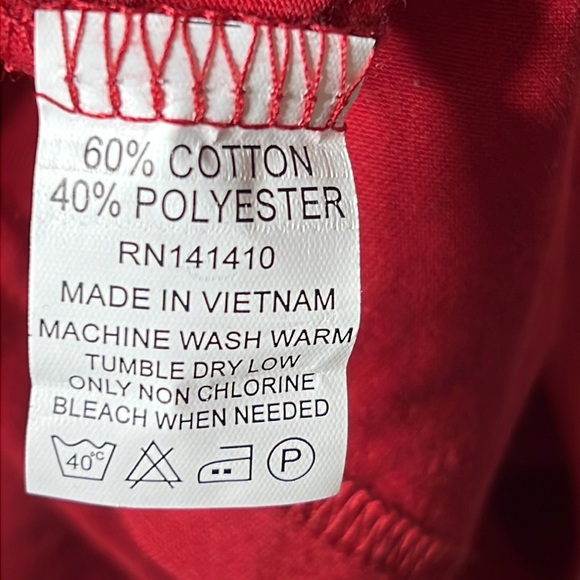 60% COTTON
40% POLYESTER
RN141410
MADE IN VIETNAM
MACHINE WASH WARM
TUMBLE DRY LOW
ONLY NON CHLORINE
BLEACH WHEN NEEDED
40°C P